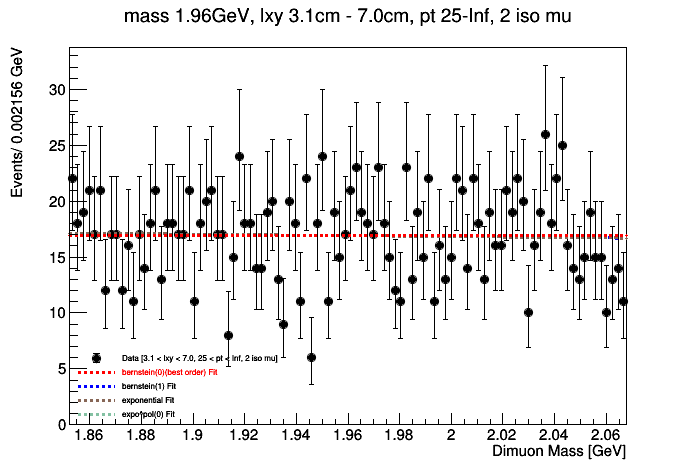 mass 1.96GeV, lxy 3.1cm - 7.0cm, pt 25-Inf, 2 iso mu
Events/ 0.002156 GeV
30
25
20
15
10
5
0
Data [3.1 < lxy < 7.0, 25 < pt < Inf, 2 iso mu]
bernstein(0)(best order) Fit
bernstein(1) Fit
exponential Fit
expo*pol(0) Fit
1.86 1.88 1.9 1.92 1.94 1.96 1.98 2 2.02 2.04 2.06
Dimuon Mass [GeV]